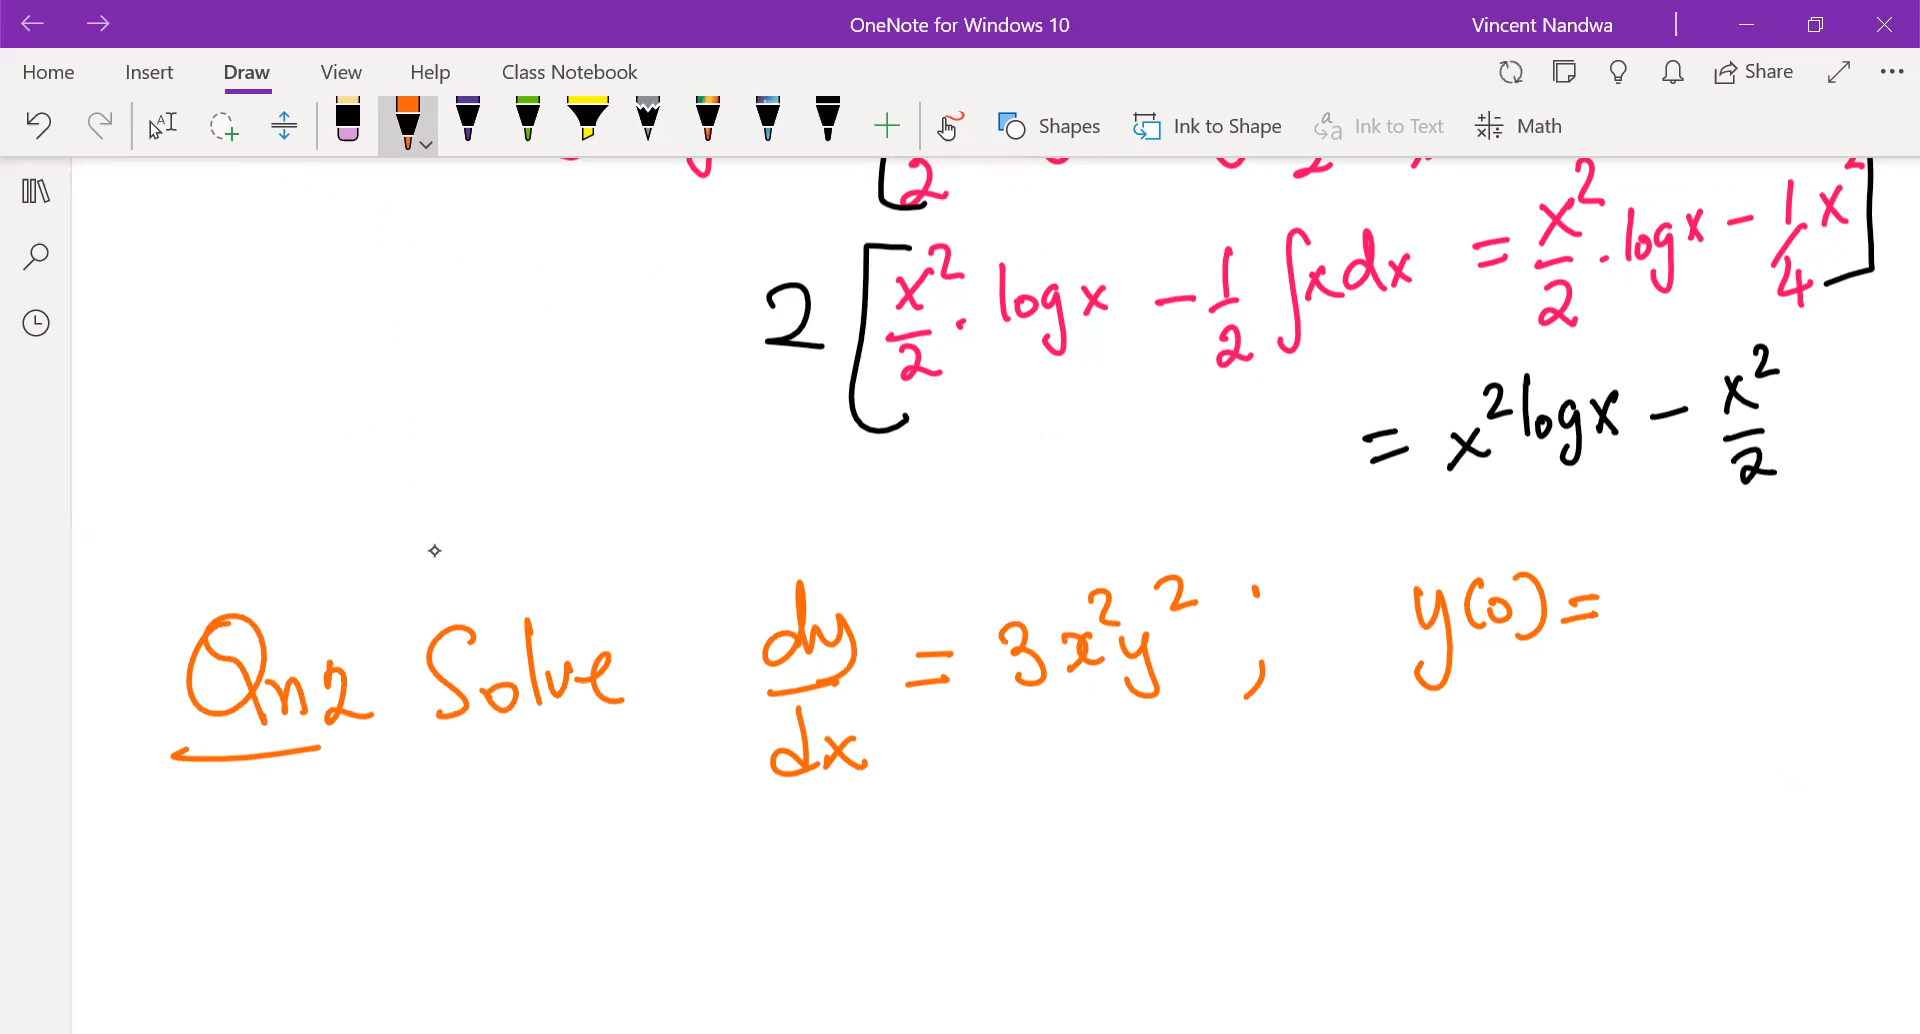 OneNote for Windows 10
Vincent Nandwa
Home Insert Draw View Help Class Notebook Share
Shapes Ink to Shape Ink to Text Math
2[x²/2 · log x − 1/2 ∫x dx = x²/2 · log x − 1/4 x²]
= x² log x − x²/2
Qn2 Solve dy/dx = 3x²y² ; y(0) =